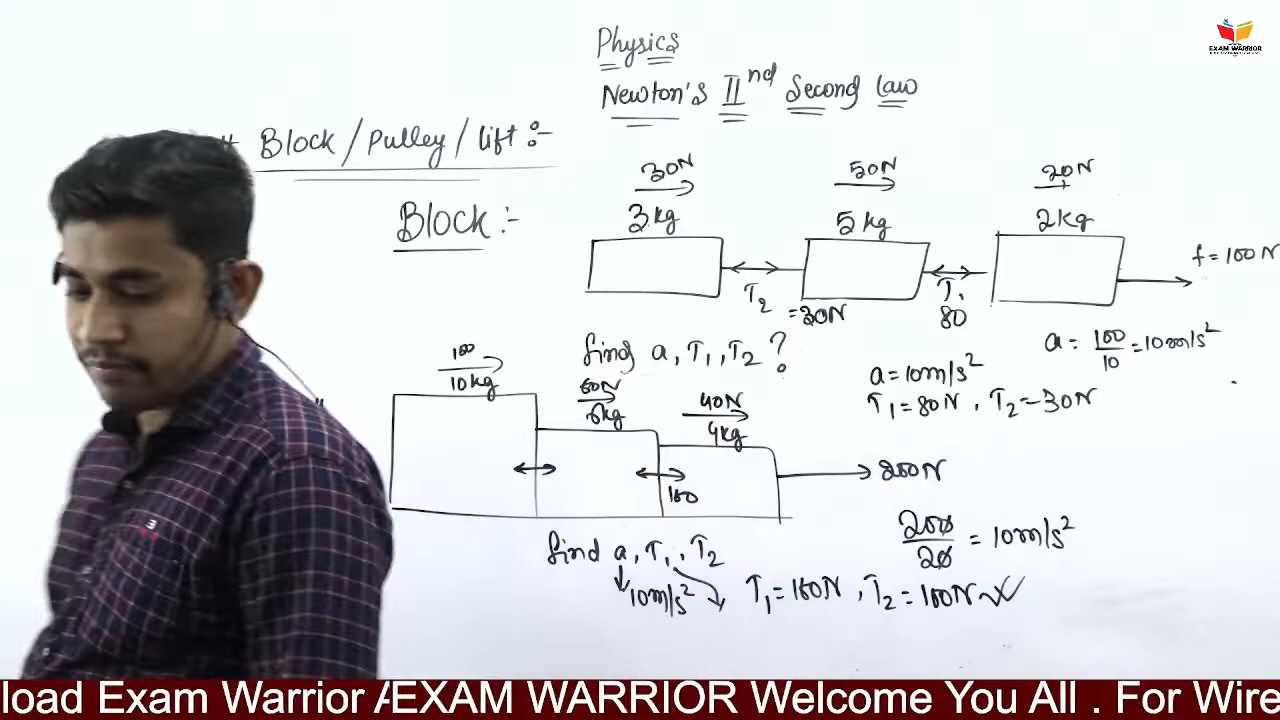 EXAM WARRIOR
Physics
Newton's IInd Second Law
Block / Pulley / lift :-
Block :-
30N 50N 20N
3kg 5kg 2kg
f = 100N
T2 = 30N
T1 80
find a, T1, T2 ?
a = 100/10 = 10m/s²
a = 10m/s²
T1 = 80N, T2 = 30N
100 60N 40N
10kg 6kg 4kg
200N
160
200/20 = 10m/s²
find a, T1, T2
10m/s² T1 = 160N, T2 = 100N
load Exam Warrior A EXAM WARRIOR Welcome You All . For Wire